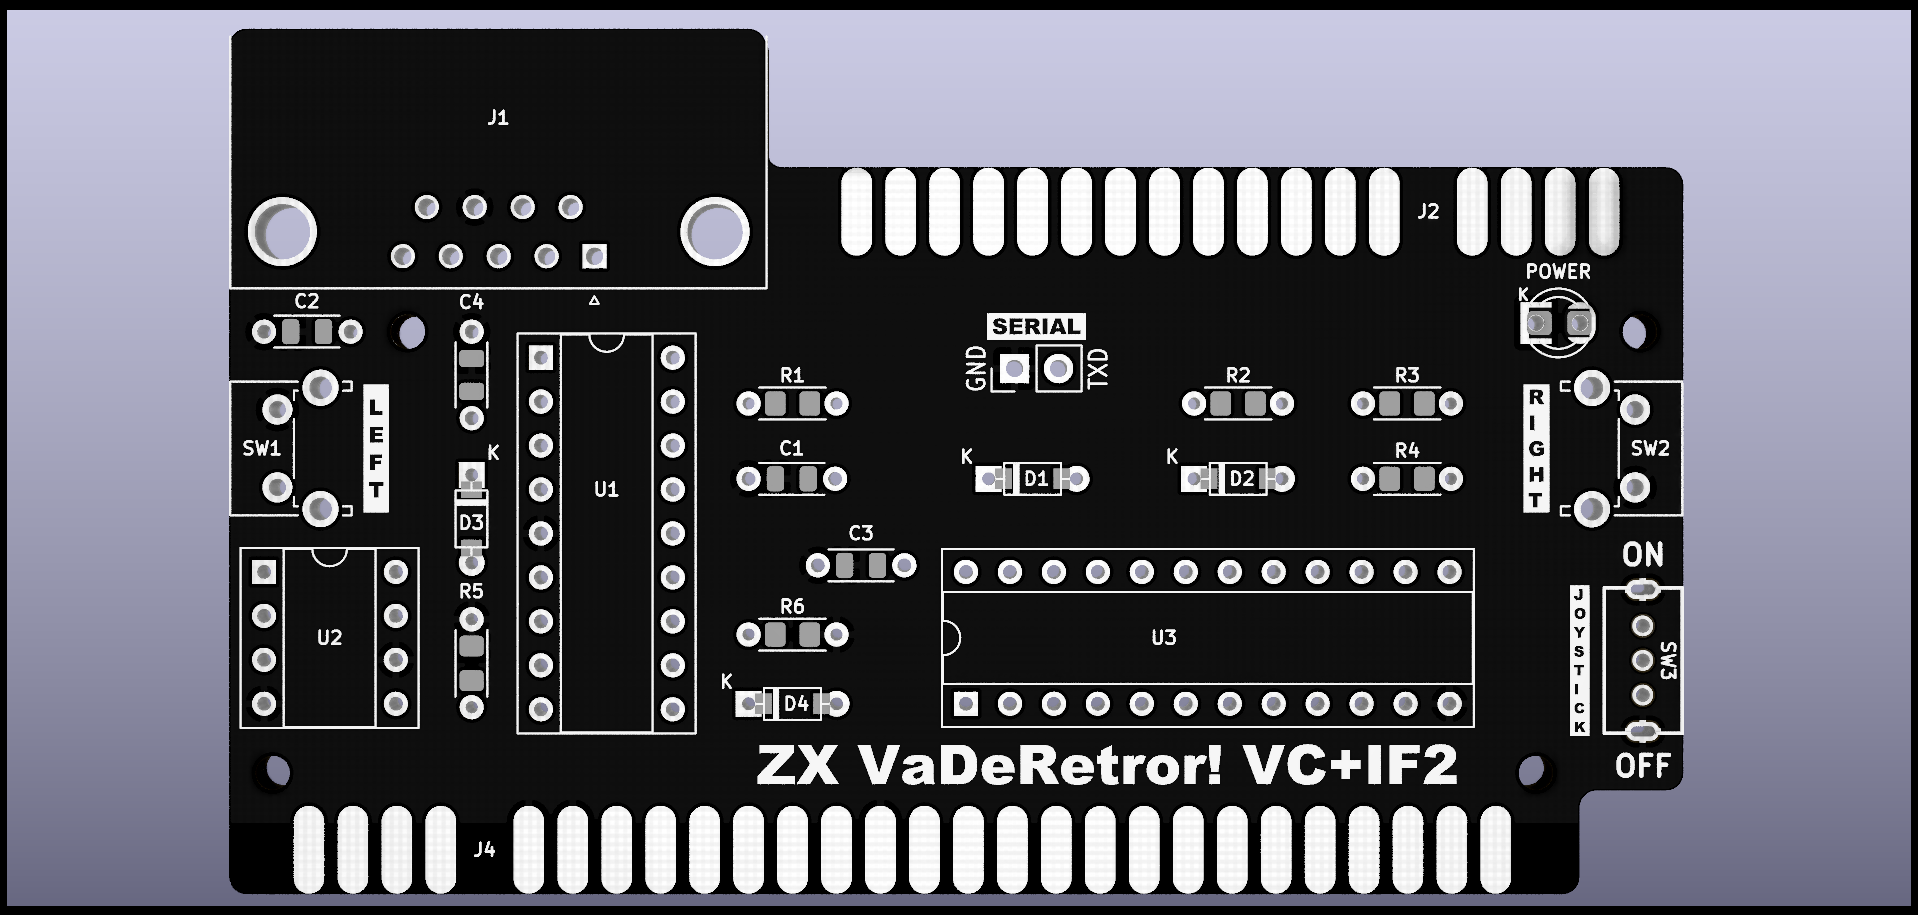 J1
J2
POWER
K
C2
C4
SERIAL
GND
TXD
R1
R2
R3
LEFT
RIGHT
SW1
K
U1
C1
K
D1
K
D2
R4
SW2
D3
C3
ON
R5
R6
U2
U3
JOYSTICK
SW3
K
D4
ZX VaDeRetror! VC+IF2
OFF
J4